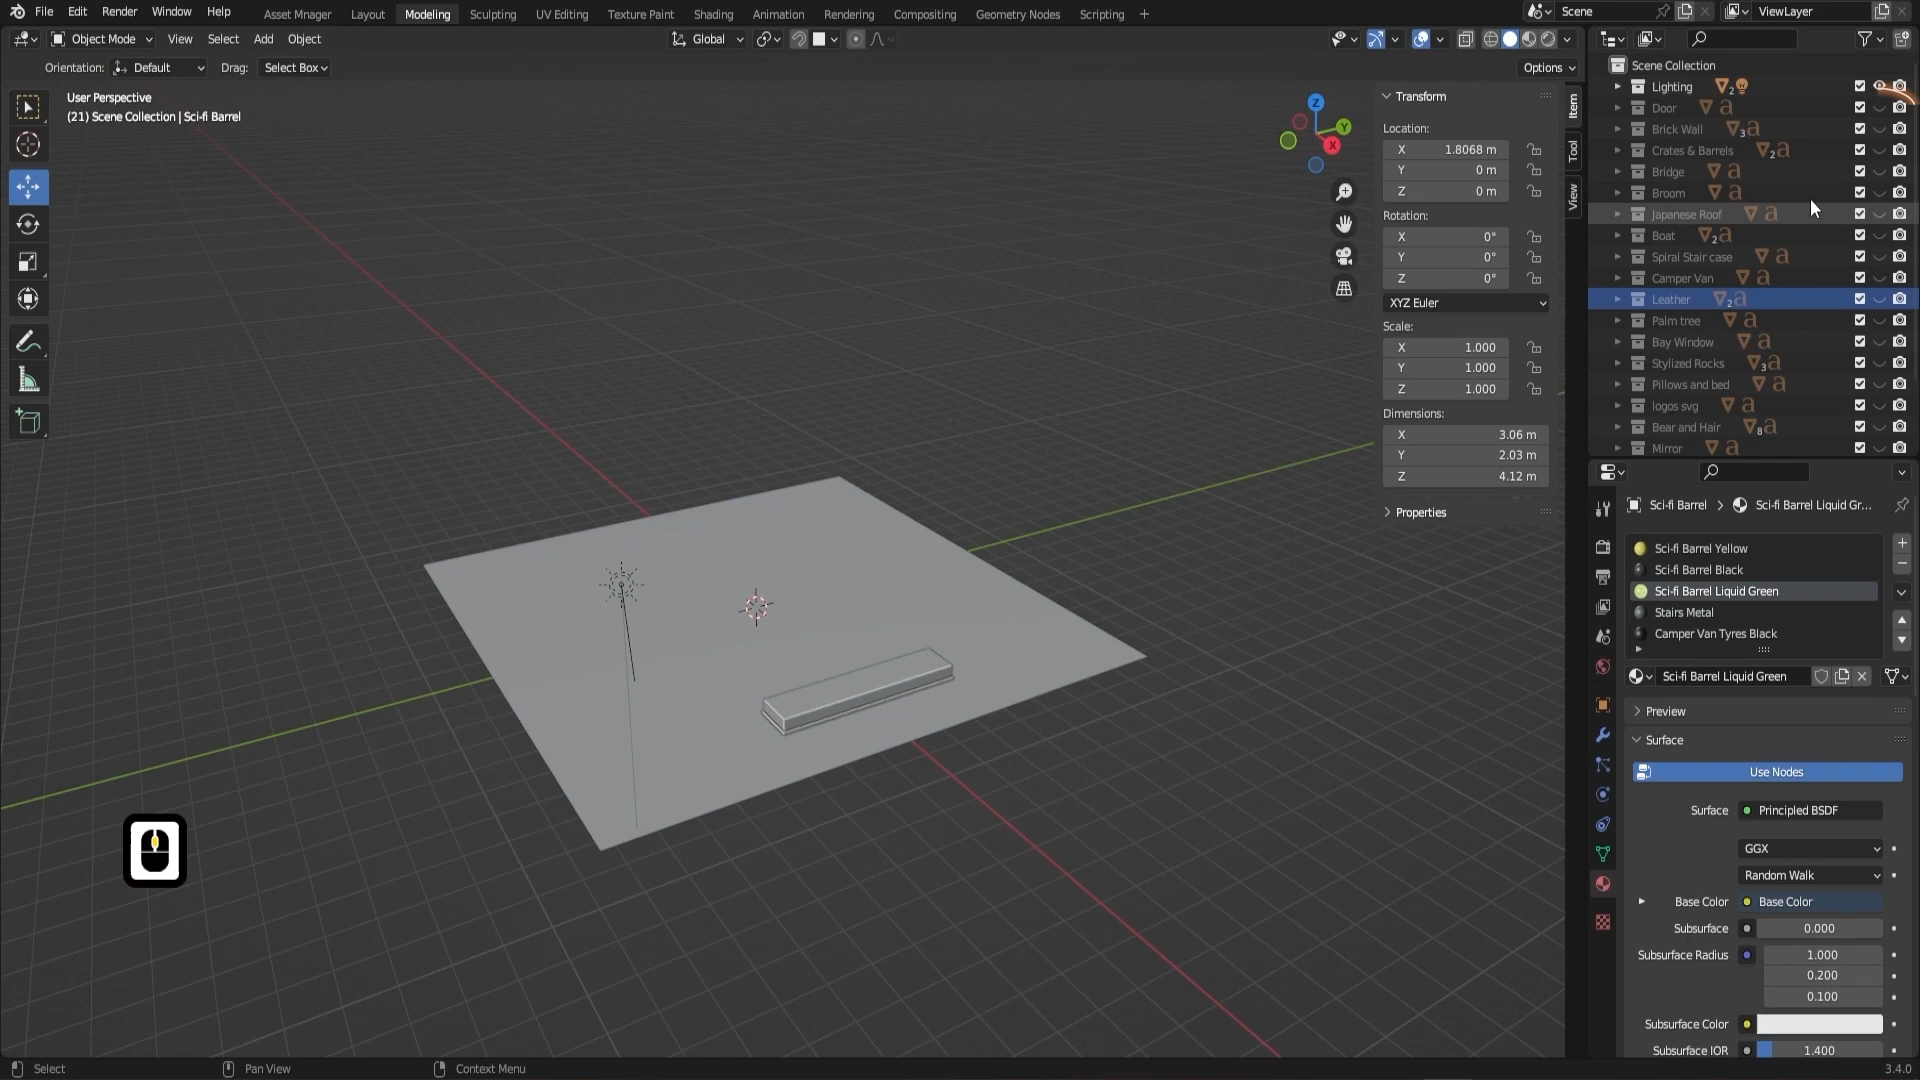 File Edit Render Window Help Asset Mnager Layout Modeling Sculpting UV Editing Texture Paint Shading Animation Rendering Compositing Geometry Nodes Scripting + Scene ViewLayer
Object Mode View Select Add Object Global
Orientation: Default Drag: Select Box Options
User Perspective
(21) Scene Collection | Sci-fi Barrel
Z
Y
X
Transform
Location:
X 1.8068 m
Y 0 m
Z 0 m
Rotation:
X 0°
Y 0°
Z 0°
XYZ Euler
Scale:
X 1.000
Y 1.000
Z 1.000
Dimensions:
X 3.06 m
Y 2.03 m
Z 4.12 m
Properties
Item
Tool
View
Scene Collection
Lighting 2
Door
Brick Wall 3
Crates & Barrels 2
Bridge
Broom
Japanese Roof
Boat 2
Spiral Stair case
Camper Van
Leather 2
Palm tree
Bay Window
Stylized Rocks 3
Pillows and bed
logos svg
Bear and Hair 8
Mirror
Sci-fi Barrel > Sci-fi Barrel Liquid Gr...
Sci-fi Barrel Yellow
Sci-fi Barrel Black
Sci-fi Barrel Liquid Green
Stairs Metal
Camper Van Tyres Black
Sci-fi Barrel Liquid Green
Preview
Surface
Use Nodes
Surface Principled BSDF
GGX
Random Walk
Base Color Base Color
Subsurface 0.000
Subsurface Radius 1.000
0.200
0.100
Subsurface Color
Subsurface IOR 1.400
Select Pan View Context Menu 3.4.0